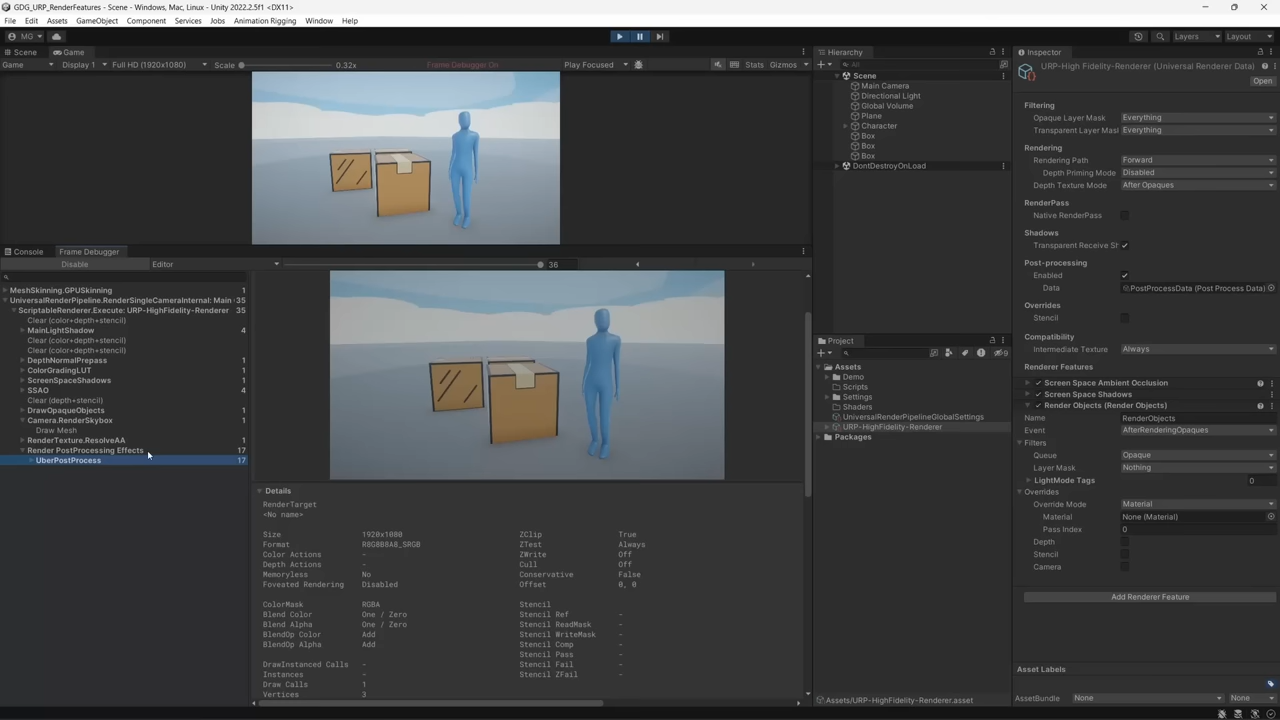 GDG_URP_RenderFeatures - Scene - Windows, Mac, Linux - Unity 2022.2.5f1 <DX11>
File Edit Assets GameObject Component Services Jobs Animation Rigging Window Help
MG Layers Layout
Scene Game
Game Display 1 Full HD (1920x1080) Scale 0.32x Frame Debugger On Play Focused Stats Gizmos
Console Frame Debugger
Disable Editor 36
MeshSkinning.GPUSkinning 1
UniversalRenderPipeline.RenderSingleCameraInternal: Main 35
ScriptableRenderer.Execute: URP-HighFidelity-Renderer 35
Clear (color+depth+stencil)
MainLightShadow 4
Clear (color+depth+stencil)
Clear (color+depth+stencil)
DepthNormalPrepass 1
ColorGradingLUT 1
ScreenSpaceShadows 1
SSAO 4
Clear (depth+stencil)
DrawOpaqueObjects 1
Camera.RenderSkybox 1
Draw Mesh
RenderTexture.ResolveAA 1
Render PostProcessing Effects 17
UberPostProcess 17
Details
RenderTarget
<No name>
Size 1920x1080 ZClip True
Format R8G8B8A8_SRGB ZTest Always
Color Actions - ZWrite Off
Depth Actions - Cull Off
Memoryless No Conservative False
Foveated Rendering Disabled Offset 0, 0
ColorMask RGBA Stencil
Blend Color One / Zero Stencil Ref -
Blend Alpha One / Zero Stencil ReadMask -
BlendOp Color Add Stencil WriteMask -
BlendOp Alpha Add Stencil Comp -
Stencil Pass -
DrawInstanced Calls - Stencil Fail -
Instances - Stencil ZFail -
Draw Calls 1
Vertices 3
Hierarchy
All
Scene
Main Camera
Directional Light
Global Volume
Plane
Character
Box
Box
Box
DontDestroyOnLoad
Project
9
Assets
Demo
Scripts
Settings
Shaders
UniversalRenderPipelineGlobalSettings
URP-HighFidelity-Renderer
Packages
Assets/URP-HighFidelity-Renderer.asset
Inspector
URP-High Fidelity-Renderer (Universal Renderer Data)
Open
Filtering
Opaque Layer Mask Everything
Transparent Layer Mask Everything
Rendering
Rendering Path Forward
Depth Priming Mode Disabled
Depth Texture Mode After Opaques
RenderPass
Native RenderPass
Shadows
Transparent Receive Sh
Post-processing
Enabled
Data PostProcessData (Post Process Data)
Overrides
Stencil
Compatibility
Intermediate Texture Always
Renderer Features
Screen Space Ambient Occlusion
Screen Space Shadows
Render Objects (Render Objects)
Name RenderObjects
Event AfterRenderingOpaques
Filters
Queue Opaque
Layer Mask Nothing
LightMode Tags 0
Overrides
Override Mode Material
Material None (Material)
Pass Index 0
Depth
Stencil
Camera
Add Renderer Feature
Asset Labels
AssetBundle None None